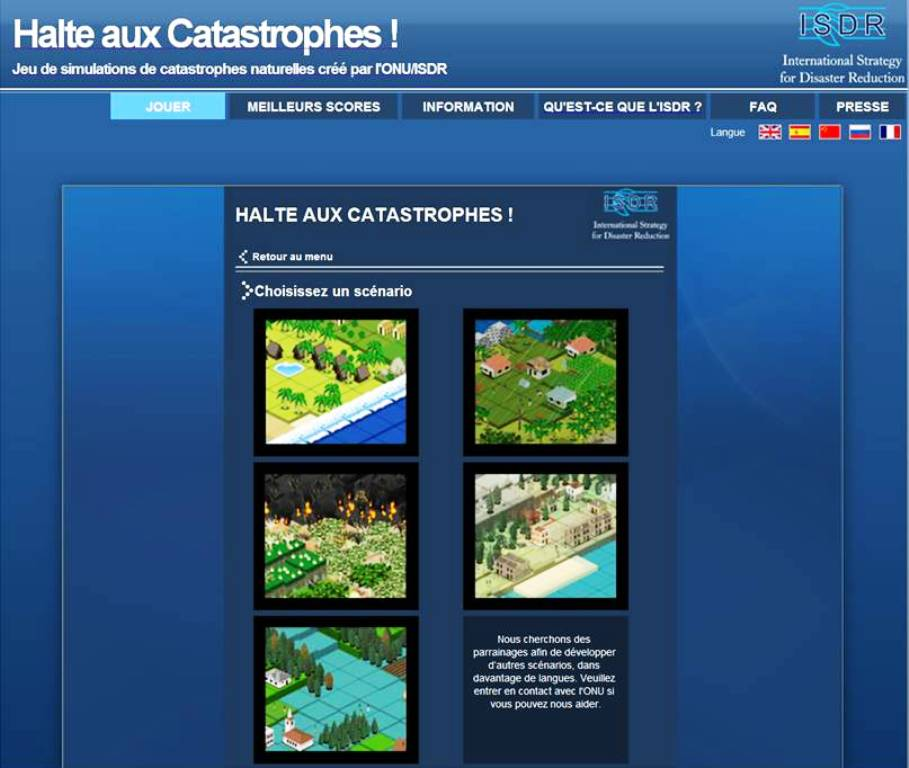 Halte aux Catastrophes !
Jeu de simulations de catastrophes naturelles créé par l'ONU/ISDR
ISDR
International Strategy
for Disaster Reduction
JOUER
MEILLEURS SCORES
INFORMATION
QU'EST-CE QUE L'ISDR ?
FAQ
PRESSE
Langue
HALTE AUX CATASTROPHES !
ISDR
International Strategy
for Disaster Reduction
Retour au menu
Choisissez un scénario
Nous cherchons des
parrainages afin de développer
d'autres scénarios, dans
davantage de langues. Veuillez
entrer en contact avec l'ONU si
vous pouvez nous aider.